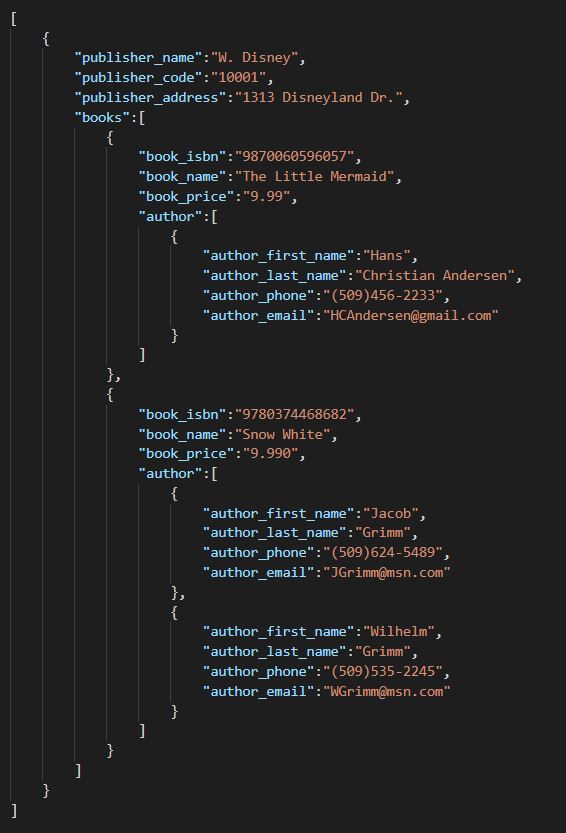 [
    {
        "publisher_name":"W. Disney",
        "publisher_code":"10001",
        "publisher_address":"1313 Disneyland Dr.",
        "books":[
            {
                "book_isbn":"9870060596057",
                "book_name":"The Little Mermaid",
                "book_price":"9.99",
                "author":[
                    {
                        "author_first_name":"Hans",
                        "author_last_name":"Christian Andersen",
                        "author_phone":"(509)456-2233",
                        "author_email":"HCAndersen@gmail.com"
                    }
                ]
            },
            {
                "book_isbn":"9780374468682",
                "book_name":"Snow White",
                "book_price":"9.990",
                "author":[
                    {
                        "author_first_name":"Jacob",
                        "author_last_name":"Grimm",
                        "author_phone":"(509)624-5489",
                        "author_email":"JGrimm@msn.com"
                    },
                    {
                        "author_first_name":"Wilhelm",
                        "author_last_name":"Grimm",
                        "author_phone":"(509)535-2245",
                        "author_email":"WGrimm@msn.com"
                    }
                ]
            }
        ]
    }
]